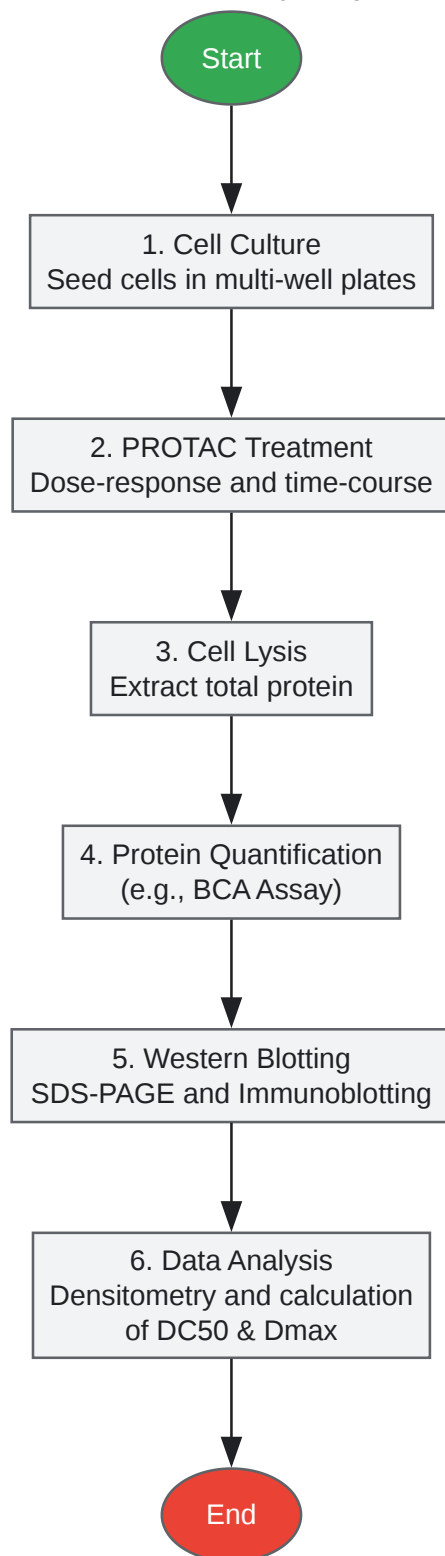 Start
1. Cell Culture
Seed cells in multi-well plates
2. PROTAC Treatment
Dose-response and time-course
3. Cell Lysis
Extract total protein
4. Protein Quantification
(e.g., BCA Assay)
5. Western Blotting
SDS-PAGE and Immunoblotting
6. Data Analysis
Densitometry and calculation
of DC50 & Dmax
End